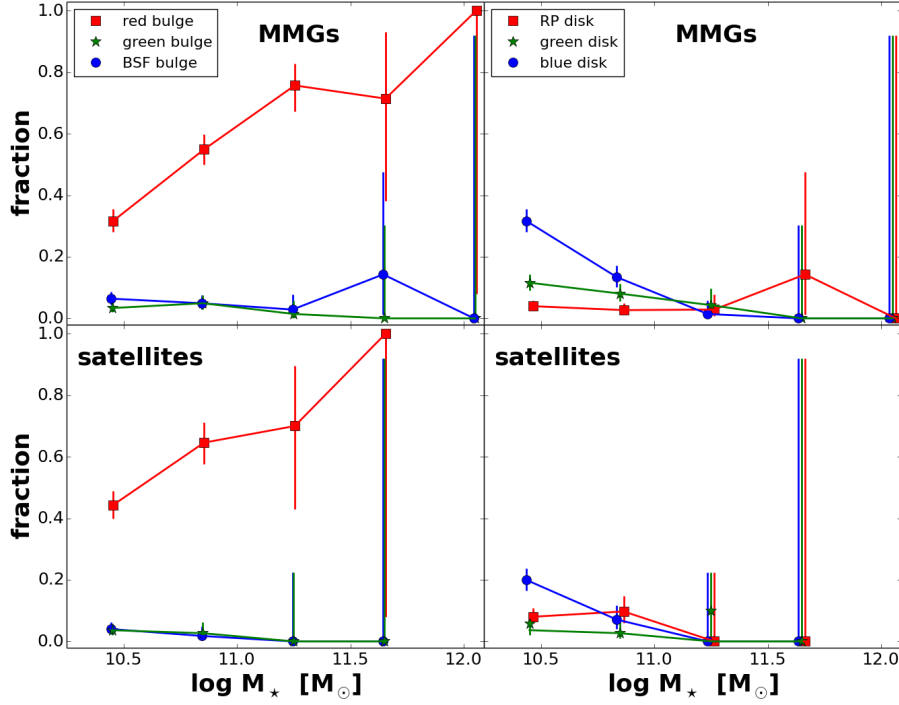 red bulge
green bulge
BSF bulge
MMGs
RP disk
green disk
blue disk
MMGs
fraction
1.0
0.8
0.6
0.4
0.2
0.0
satellites
satellites
fraction
1.0
0.8
0.6
0.4
0.2
0.0
10.5 11.0 11.5 12.0
10.5 11.0 11.5 12.0
log M⋆ [M⊙]
log M⋆ [M⊙]